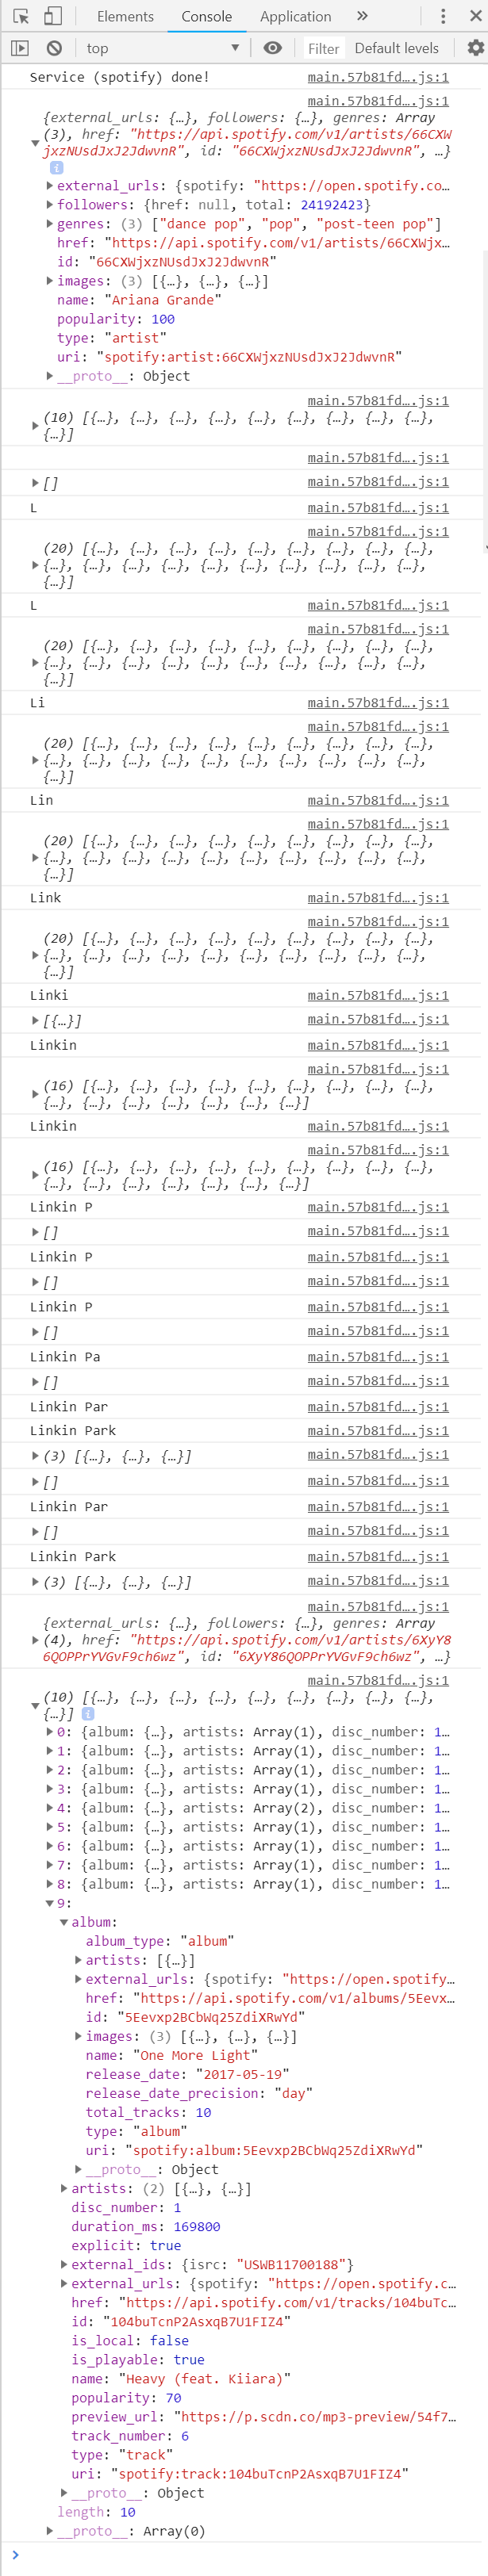 Elements Console Application »
top Filter Default levels
Service (spotify) done! main.57b81fd….js:1
main.57b81fd….js:1
{external_urls: {…}, followers: {…}, genres: Array
(3), href: "https://api.spotify.com/v1/artists/66CXW
jxzNUsdJxJ2JdwvnR", id: "66CXWjxzNUsdJxJ2JdwvnR", …}
i
external_urls: {spotify: "https://open.spotify.co…
followers: {href: null, total: 24192423}
genres: (3) ["dance pop", "pop", "post-teen pop"]
href: "https://api.spotify.com/v1/artists/66CXWjx…
id: "66CXWjxzNUsdJxJ2JdwvnR"
images: (3) [{…}, {…}, {…}]
name: "Ariana Grande"
popularity: 100
type: "artist"
uri: "spotify:artist:66CXWjxzNUsdJxJ2JdwvnR"
__proto__: Object
main.57b81fd….js:1
(10) [{…}, {…}, {…}, {…}, {…}, {…}, {…}, {…}, {…},
{…}]
main.57b81fd….js:1
[] main.57b81fd….js:1
L main.57b81fd….js:1
main.57b81fd….js:1
(20) [{…}, {…}, {…}, {…}, {…}, {…}, {…}, {…}, {…},
{…}, {…}, {…}, {…}, {…}, {…}, {…}, {…}, {…}, {…},
{…}]
L main.57b81fd….js:1
main.57b81fd….js:1
(20) [{…}, {…}, {…}, {…}, {…}, {…}, {…}, {…}, {…},
{…}, {…}, {…}, {…}, {…}, {…}, {…}, {…}, {…}, {…},
{…}]
Li main.57b81fd….js:1
main.57b81fd….js:1
(20) [{…}, {…}, {…}, {…}, {…}, {…}, {…}, {…}, {…},
{…}, {…}, {…}, {…}, {…}, {…}, {…}, {…}, {…}, {…},
{…}]
Lin main.57b81fd….js:1
main.57b81fd….js:1
(20) [{…}, {…}, {…}, {…}, {…}, {…}, {…}, {…}, {…},
{…}, {…}, {…}, {…}, {…}, {…}, {…}, {…}, {…}, {…},
{…}]
Link main.57b81fd….js:1
main.57b81fd….js:1
(20) [{…}, {…}, {…}, {…}, {…}, {…}, {…}, {…}, {…},
{…}, {…}, {…}, {…}, {…}, {…}, {…}, {…}, {…}, {…},
{…}]
Linki main.57b81fd….js:1
[{…}] main.57b81fd….js:1
Linkin main.57b81fd….js:1
main.57b81fd….js:1
(16) [{…}, {…}, {…}, {…}, {…}, {…}, {…}, {…}, {…},
{…}, {…}, {…}, {…}, {…}, {…}, {…}]
Linkin main.57b81fd….js:1
main.57b81fd….js:1
(16) [{…}, {…}, {…}, {…}, {…}, {…}, {…}, {…}, {…},
{…}, {…}, {…}, {…}, {…}, {…}, {…}]
Linkin P main.57b81fd….js:1
[] main.57b81fd….js:1
Linkin P main.57b81fd….js:1
[] main.57b81fd….js:1
Linkin P main.57b81fd….js:1
[] main.57b81fd….js:1
Linkin Pa main.57b81fd….js:1
[] main.57b81fd….js:1
Linkin Par main.57b81fd….js:1
Linkin Park main.57b81fd….js:1
(3) [{…}, {…}, {…}] main.57b81fd….js:1
[] main.57b81fd….js:1
Linkin Par main.57b81fd….js:1
[] main.57b81fd….js:1
Linkin Park main.57b81fd….js:1
(3) [{…}, {…}, {…}] main.57b81fd….js:1
main.57b81fd….js:1
{external_urls: {…}, followers: {…}, genres: Array
(4), href: "https://api.spotify.com/v1/artists/6XyY8
6QOPPrYVGvF9ch6wz", id: "6XyY86QOPPrYVGvF9ch6wz", …}
main.57b81fd….js:1
(10) [{…}, {…}, {…}, {…}, {…}, {…}, {…}, {…}, {…},
{…}] i
0: {album: {…}, artists: Array(1), disc_number: 1…
1: {album: {…}, artists: Array(1), disc_number: 1…
2: {album: {…}, artists: Array(1), disc_number: 1…
3: {album: {…}, artists: Array(1), disc_number: 1…
4: {album: {…}, artists: Array(2), disc_number: 1…
5: {album: {…}, artists: Array(1), disc_number: 1…
6: {album: {…}, artists: Array(1), disc_number: 1…
7: {album: {…}, artists: Array(1), disc_number: 1…
8: {album: {…}, artists: Array(1), disc_number: 1…
9:
album:
album_type: "album"
artists: [{…}]
external_urls: {spotify: "https://open.spotify…
href: "https://api.spotify.com/v1/albums/5Eevx…
id: "5Eevxp2BCbWq25ZdiXRwYd"
images: (3) [{…}, {…}, {…}]
name: "One More Light"
release_date: "2017-05-19"
release_date_precision: "day"
total_tracks: 10
type: "album"
uri: "spotify:album:5Eevxp2BCbWq25ZdiXRwYd"
__proto__: Object
artists: (2) [{…}, {…}]
disc_number: 1
duration_ms: 169800
explicit: true
external_ids: {isrc: "USWB11700188"}
external_urls: {spotify: "https://open.spotify.c…
href: "https://api.spotify.com/v1/tracks/104buTc…
id: "104buTcnP2AsxqB7U1FIZ4"
is_local: false
is_playable: true
name: "Heavy (feat. Kiiara)"
popularity: 70
preview_url: "https://p.scdn.co/mp3-preview/54f7…
track_number: 6
type: "track"
uri: "spotify:track:104buTcnP2AsxqB7U1FIZ4"
__proto__: Object
length: 10
__proto__: Array(0)